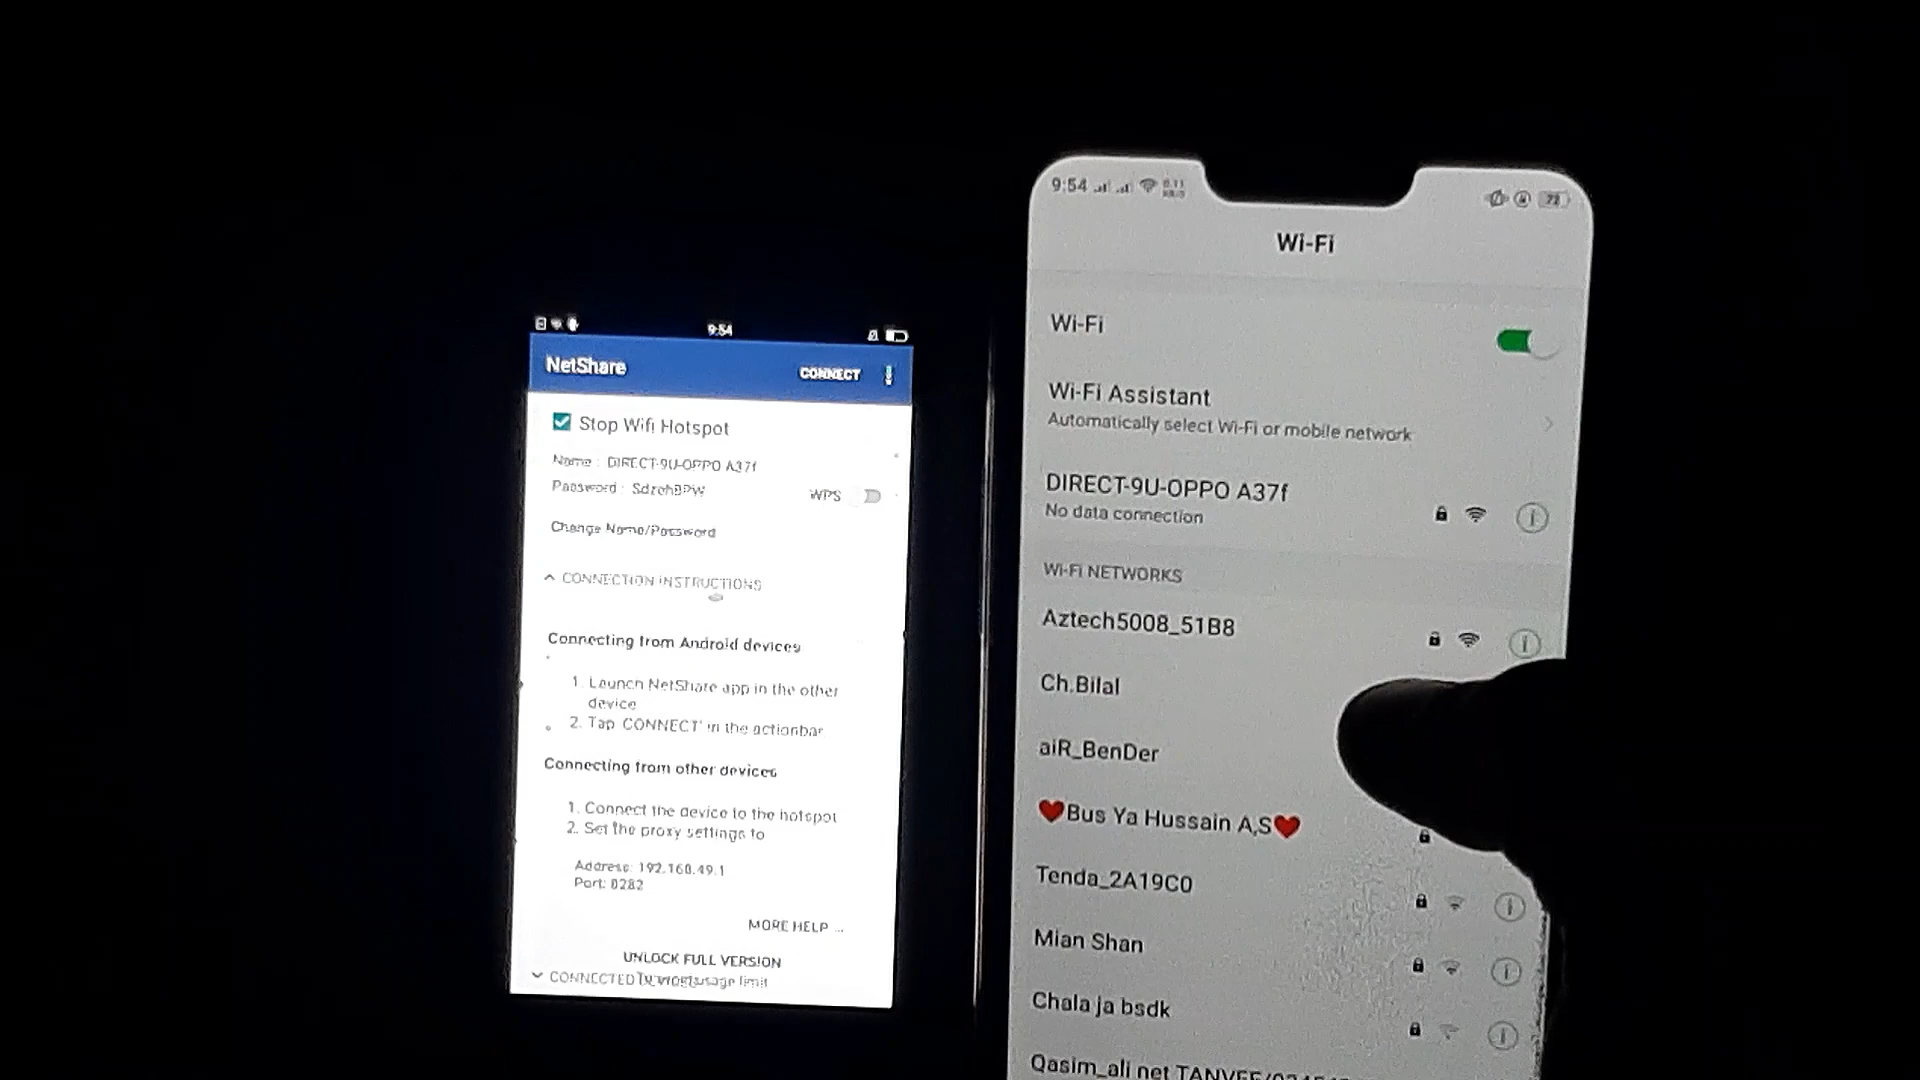 9:54
NetShare
CONNECT
Stop Wifi Hotspot
Name : DIRECT-9U-OPPO A37f
Password :
WPS
Change Name/Password
CONNECTION INSTRUCTIONS
Connecting from Android devices
1. Launch NetShare app in the other
device
2. Tap 'CONNECT' in the actionbar
Connecting from other devices
1. Connect the device to the hotspot
2. Set the proxy settings to
Address: 192.168.49.1
Port: 8282
MORE HELP ...
UNLOCK FULL VERSION
CONNECTED
limit
9:54
72
Wi-Fi
Wi-Fi
Wi-Fi Assistant
Automatically select Wi-Fi or mobile network
DIRECT-9U-OPPO A37f
No data connection
Wi-Fi NETWORKS
Aztech5008_51B8
Ch.Bilal
aiR_BenDer
❤Bus Ya Hussain A,S❤
Tenda_2A19C0
Mian Shan
Chala ja bsdk
Qasim_ali net